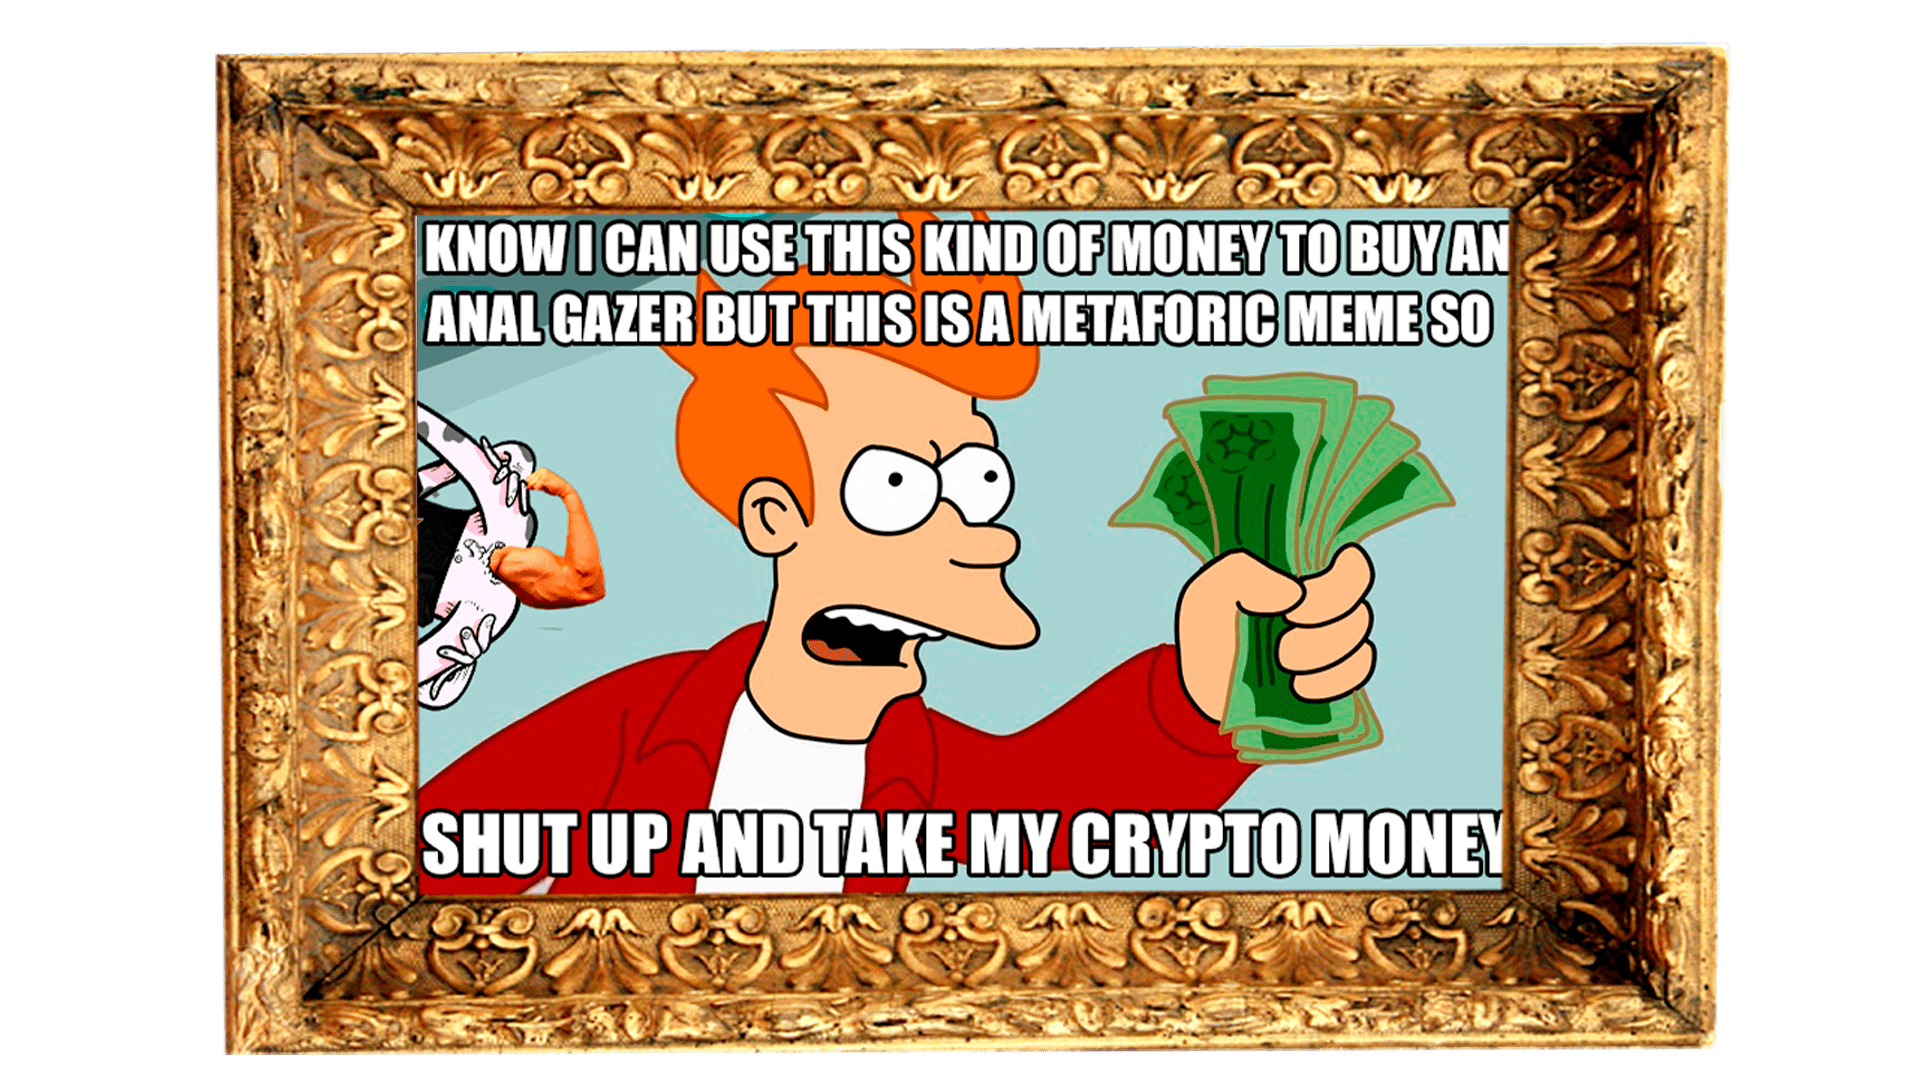 KNOW I CAN USE THIS KIND OF MONEY TO BUY AN
ANAL GAZER BUT THIS IS A METAFORIC MEME SO
SHUT UP AND TAKE MY CRYPTO MONEY